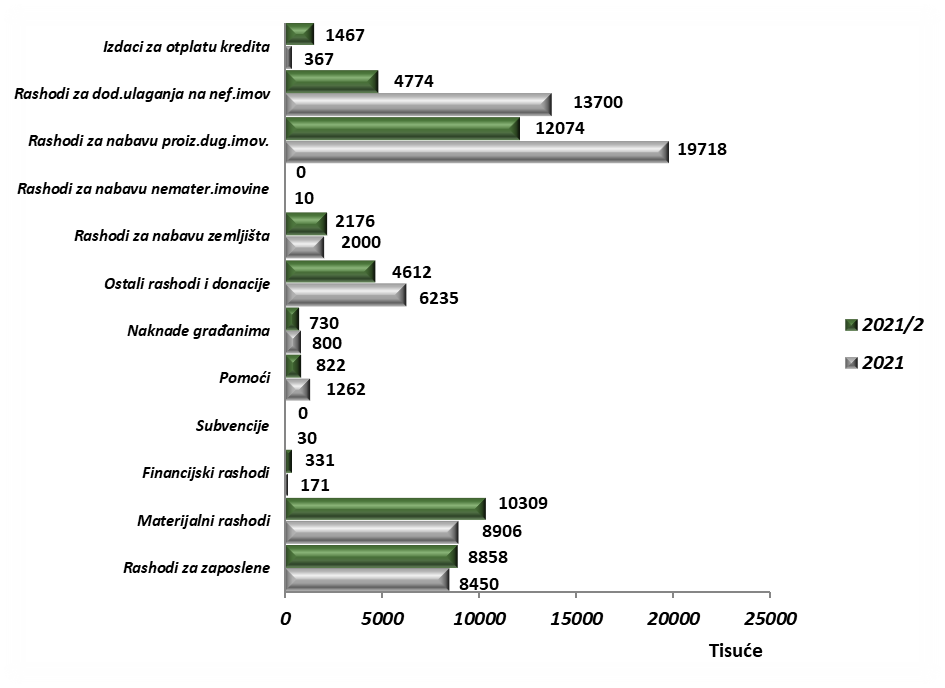 Izdaci za otplatu kredita
1467
367
Rashodi za dod.ulaganja na nef.imov
4774
13700
Rashodi za nabavu proiz.dug.imov.
12074
19718
Rashodi za nabavu nemater.imovine
0
10
Rashodi za nabavu zemljišta
2176
2000
Ostali rashodi i donacije
4612
6235
Naknade građanima
730
800
Pomoći
822
1262
Subvencije
0
30
Financijski rashodi
331
171
Materijalni rashodi
10309
8906
Rashodi za zaposlene
8858
8450
0 5000 10000 15000 20000 25000
Tisuće
2021/2
2021